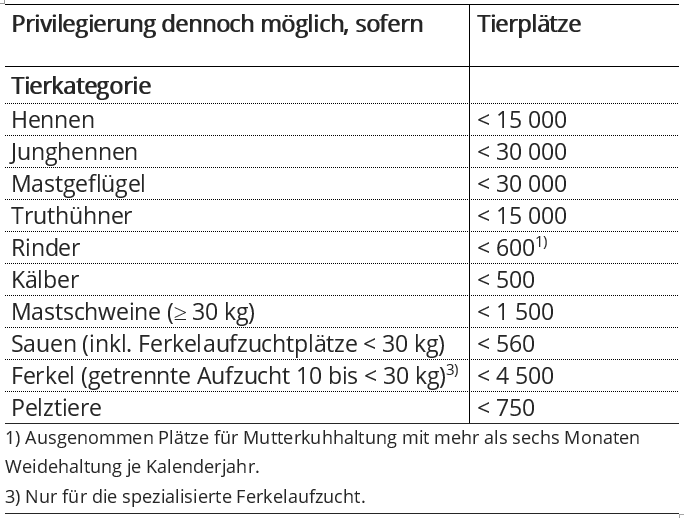 Privilegierung dennoch möglich, sofern Tierplätze
Tierkategorie
Hennen < 15 000
Junghennen < 30 000
Mastgeflügel < 30 000
Truthühner < 15 000
Rinder < 600¹⁾
Kälber < 500
Mastschweine (≥ 30 kg) < 1 500
Sauen (inkl. Ferkelaufzuchtplätze < 30 kg) < 560
Ferkel (getrennte Aufzucht 10 bis < 30 kg)³⁾ < 4 500
Pelztiere < 750
1) Ausgenommen Plätze für Mutterkuhhaltung mit mehr als sechs Monaten
Weidehaltung je Kalenderjahr.
3) Nur für die spezialisierte Ferkelaufzucht.